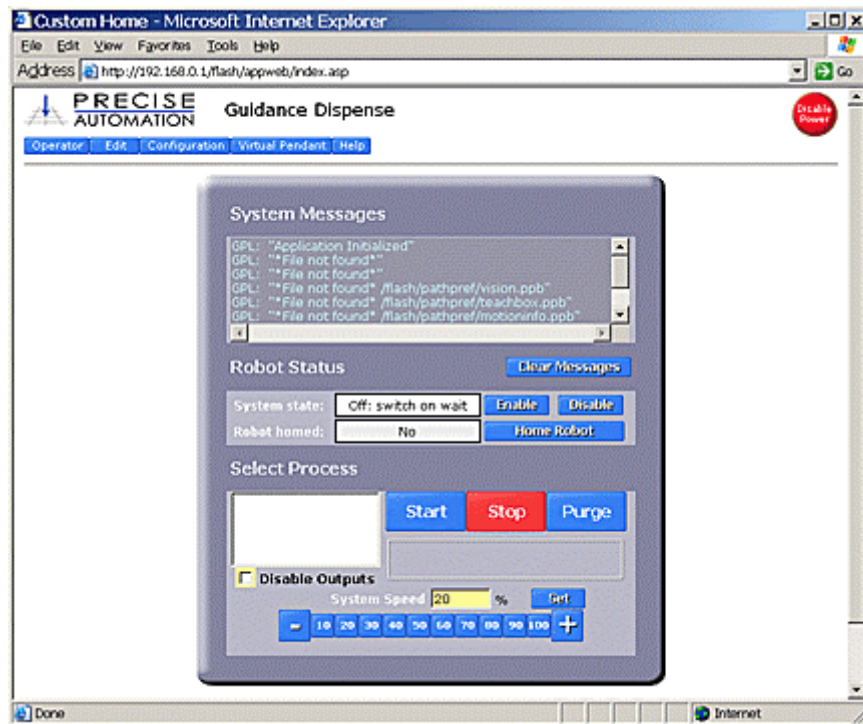 Custom Home - Microsoft Internet Explorer
File Edit View Favorites Tools Help
Address http://192.168.0.1/flash/appweb/index.asp Go
PRECISE AUTOMATION Guidance Dispense Disable Power
Operator Edit Configuration Virtual Pendant Help
System Messages
GPL: "Application Initialized"
GPL: "*File not found*"
GPL: "*File not found*"
GPL: "*File not found* /flash/pathpref/vision.ppb"
GPL: "*File not found* /flash/pathpref/teachbox.ppb"
GPL: "*File not found* /flash/pathpref/motioninfo.ppb"
Robot Status Clear Messages
System state: Off: switch on wait Enable Disable
Robot homed: No Home Robot
Select Process
Start Stop Purge
Disable Outputs
System Speed 20 % Set
- 10 20 30 40 50 60 70 80 90 100 +
Done Internet